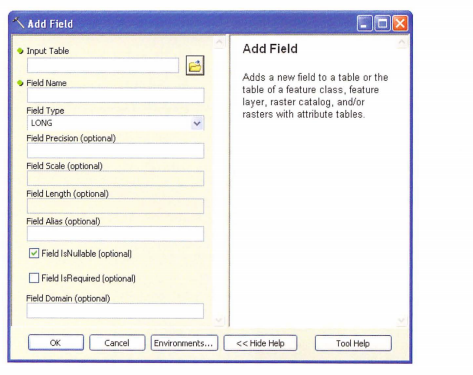 Add Field
Input Table
Field Name
Field Type
LONG
Field Precision (optional)
Field Scale (optional)
Field Length (optional)
Field Alias (optional)
Field IsNullable (optional)
Field IsRequired (optional)
Field Domain (optional)
Add Field
Adds a new field to a table or the
table of a feature class, feature
layer, raster catalog, and/or
rasters with attribute tables.
OK
Cancel
Environments...
<< Hide Help
Tool Help